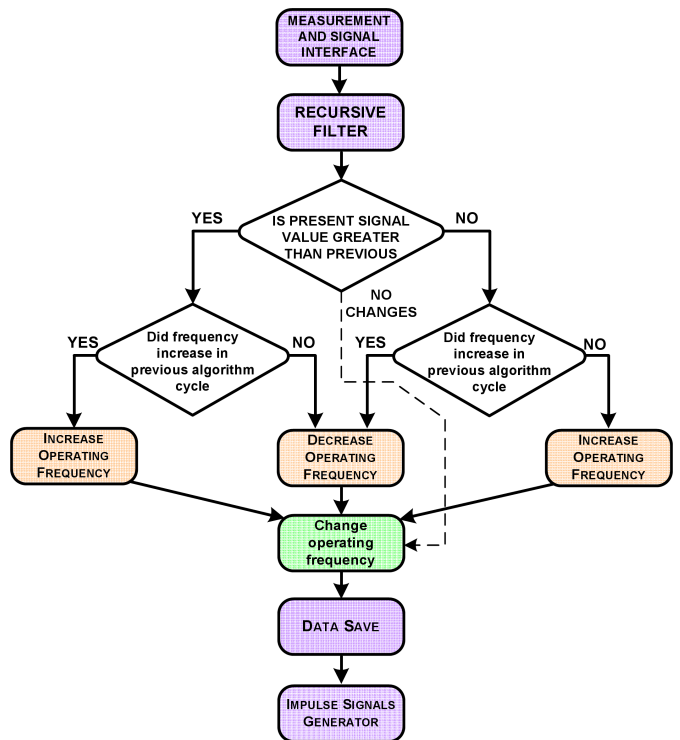 MEASUREMENT
AND SIGNAL
INTERFACE
RECURSIVE
FILTER
YES
IS PRESENT SIGNAL
VALUE GREATER
THAN PREVIOUS
NO
NO
CHANGES
YES
Did frequency
increase in
previous algorithm
cycle
NO
YES
Did frequency
increase in
previous algorithm
cycle
NO
INCREASE
OPERATING
FREQUENCY
DECREASE
OPERATING
FREQUENCY
INCREASE
OPERATING
FREQUENCY
Change
operating
frequency
DATA SAVE
IMPULSE SIGNALS
GENERATOR